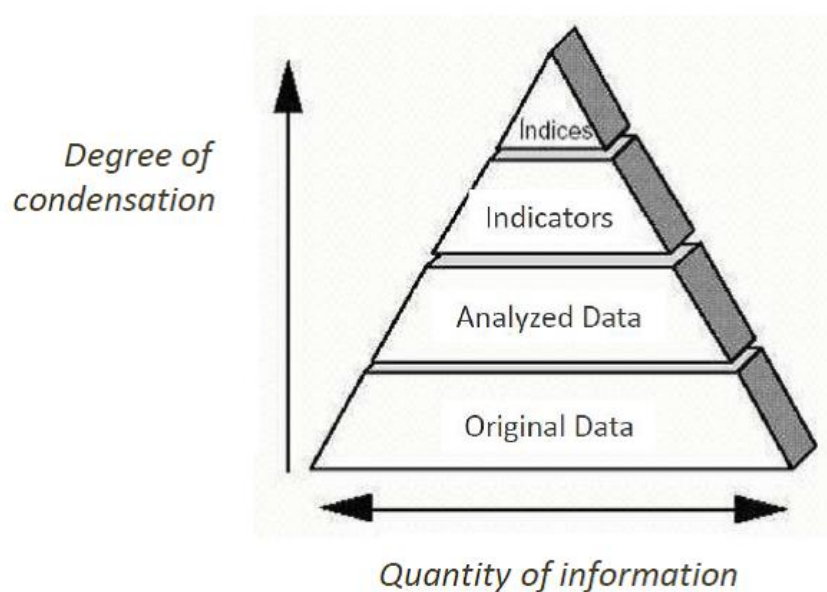 Degree of
condensation
Indices
Indicators
Analyzed Data
Original Data
Quantity of information